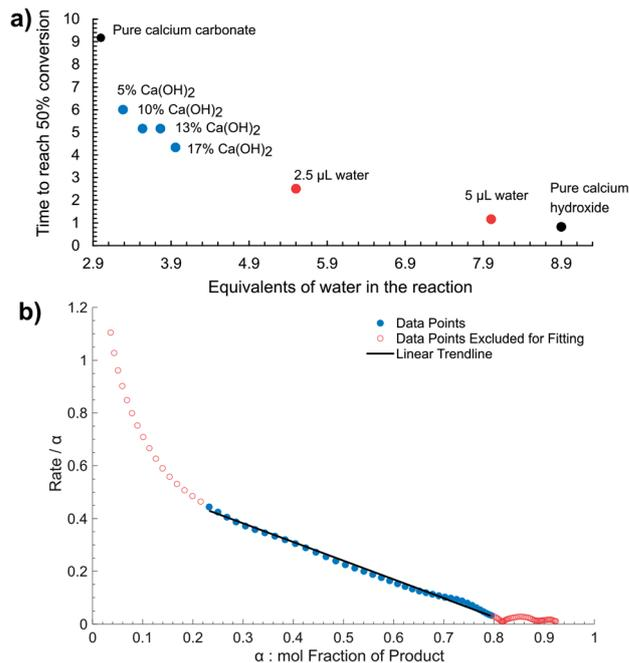 a)
Time to reach 50% conversion
10
9
8
7
6
5
4
3
2
1
0
Pure calcium carbonate
5% Ca(OH)2
10% Ca(OH)2
13% Ca(OH)2
17% Ca(OH)2
2.5 µL water
5 µL water
Pure calcium
hydroxide
2.9 3.9 4.9 5.9 6.9 7.9 8.9
Equivalents of water in the reaction
b)
Rate / α
1.2
1
0.8
0.6
0.4
0.2
0
Data Points
Data Points Excluded for Fitting
Linear Trendline
0 0.1 0.2 0.3 0.4 0.5 0.6 0.7 0.8 0.9 1
α : mol Fraction of Product